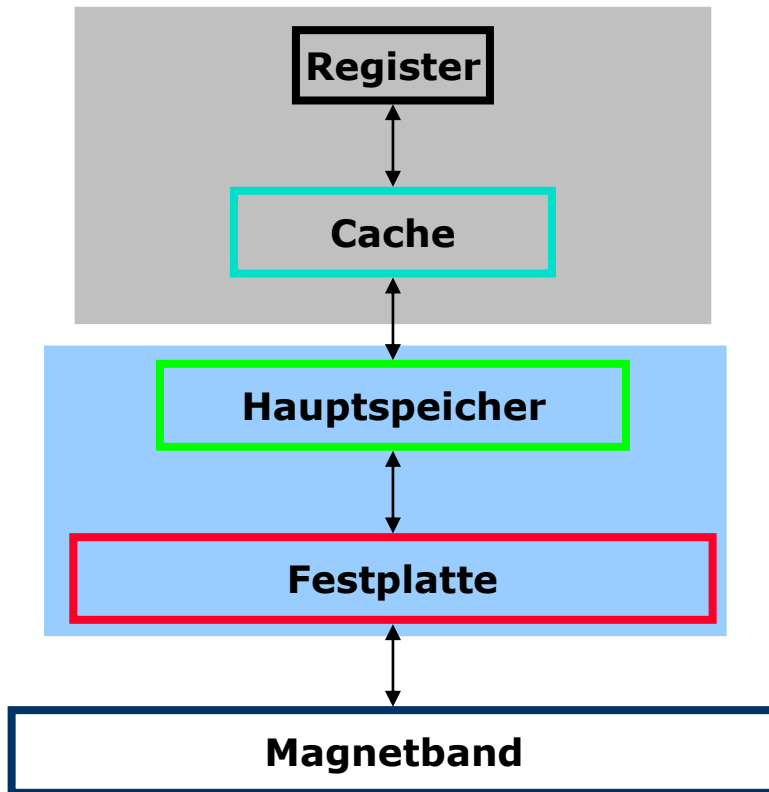 Register
Cache
Hauptspeicher
Festplatte
Magnetband